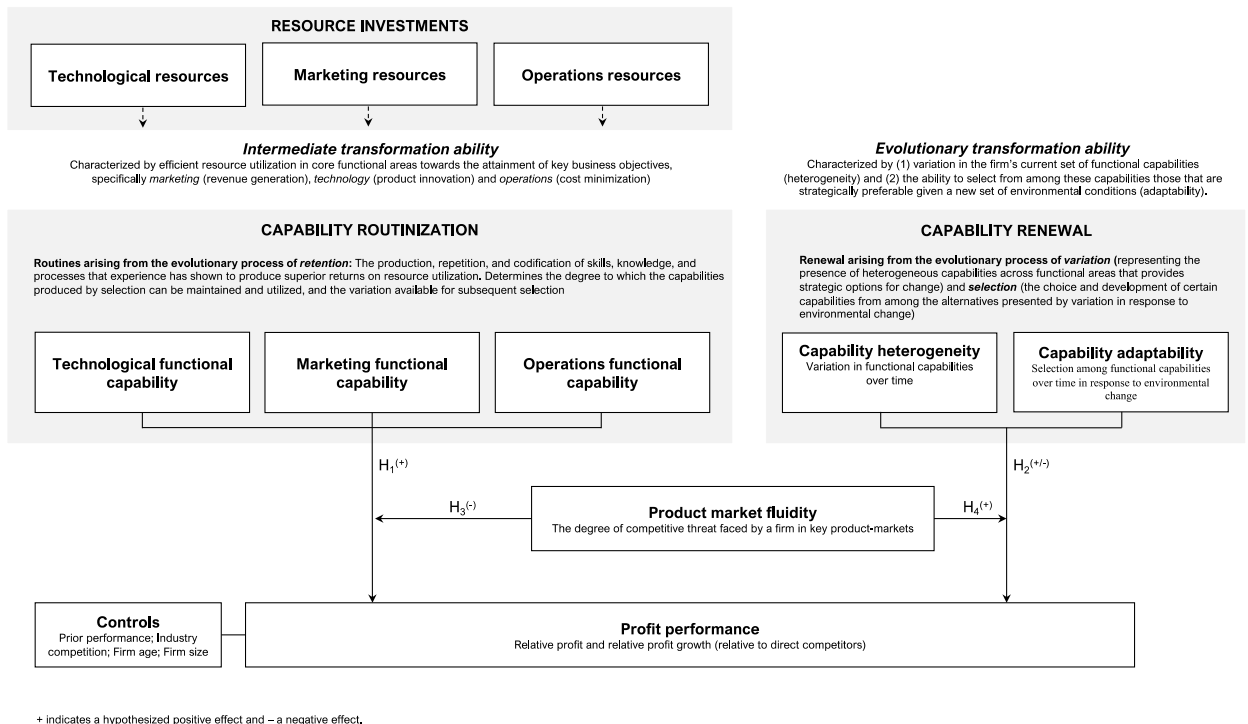 RESOURCE INVESTMENTS
Technological resources
Marketing resources
Operations resources
Intermediate transformation ability
Characterized by efficient resource utilization in core functional areas towards the attainment of key business objectives,
specifically marketing (revenue generation), technology (product innovation) and operations (cost minimization)
Evolutionary transformation ability
Characterized by (1) variation in the firm's current set of functional capabilities
(heterogeneity) and (2) the ability to select from among these capabilities those that are
strategically preferable given a new set of environmental conditions (adaptability).
CAPABILITY ROUTINIZATION
Routines arising from the evolutionary process of retention: The production, repetition, and codification of skills, knowledge, and
processes that experience has shown to produce superior returns on resource utilization. Determines the degree to which the capabilities
produced by selection can be maintained and utilized, and the variation available for subsequent selection
Technological functional
capability
Marketing functional
capability
Operations functional
capability
CAPABILITY RENEWAL
Renewal arising from the evolutionary process of variation (representing the
presence of heterogeneous capabilities across functional areas that provides
strategic options for change) and selection (the choice and development of certain
capabilities from among the alternatives presented by variation in response to
environmental change)
Capability heterogeneity
Variation in functional capabilities
over time
Capability adaptability
Selection among functional capabilities
over time in response to environmental
change
H1(+)
H2(+/-)
H3(-)
Product market fluidity
The degree of competitive threat faced by a firm in key product-markets
H4(+)
Controls
Prior performance; Industry
competition; Firm age; Firm size
Profit performance
Relative profit and relative profit growth (relative to direct competitors)
+ indicates a hypothesized positive effect and – a negative effect.